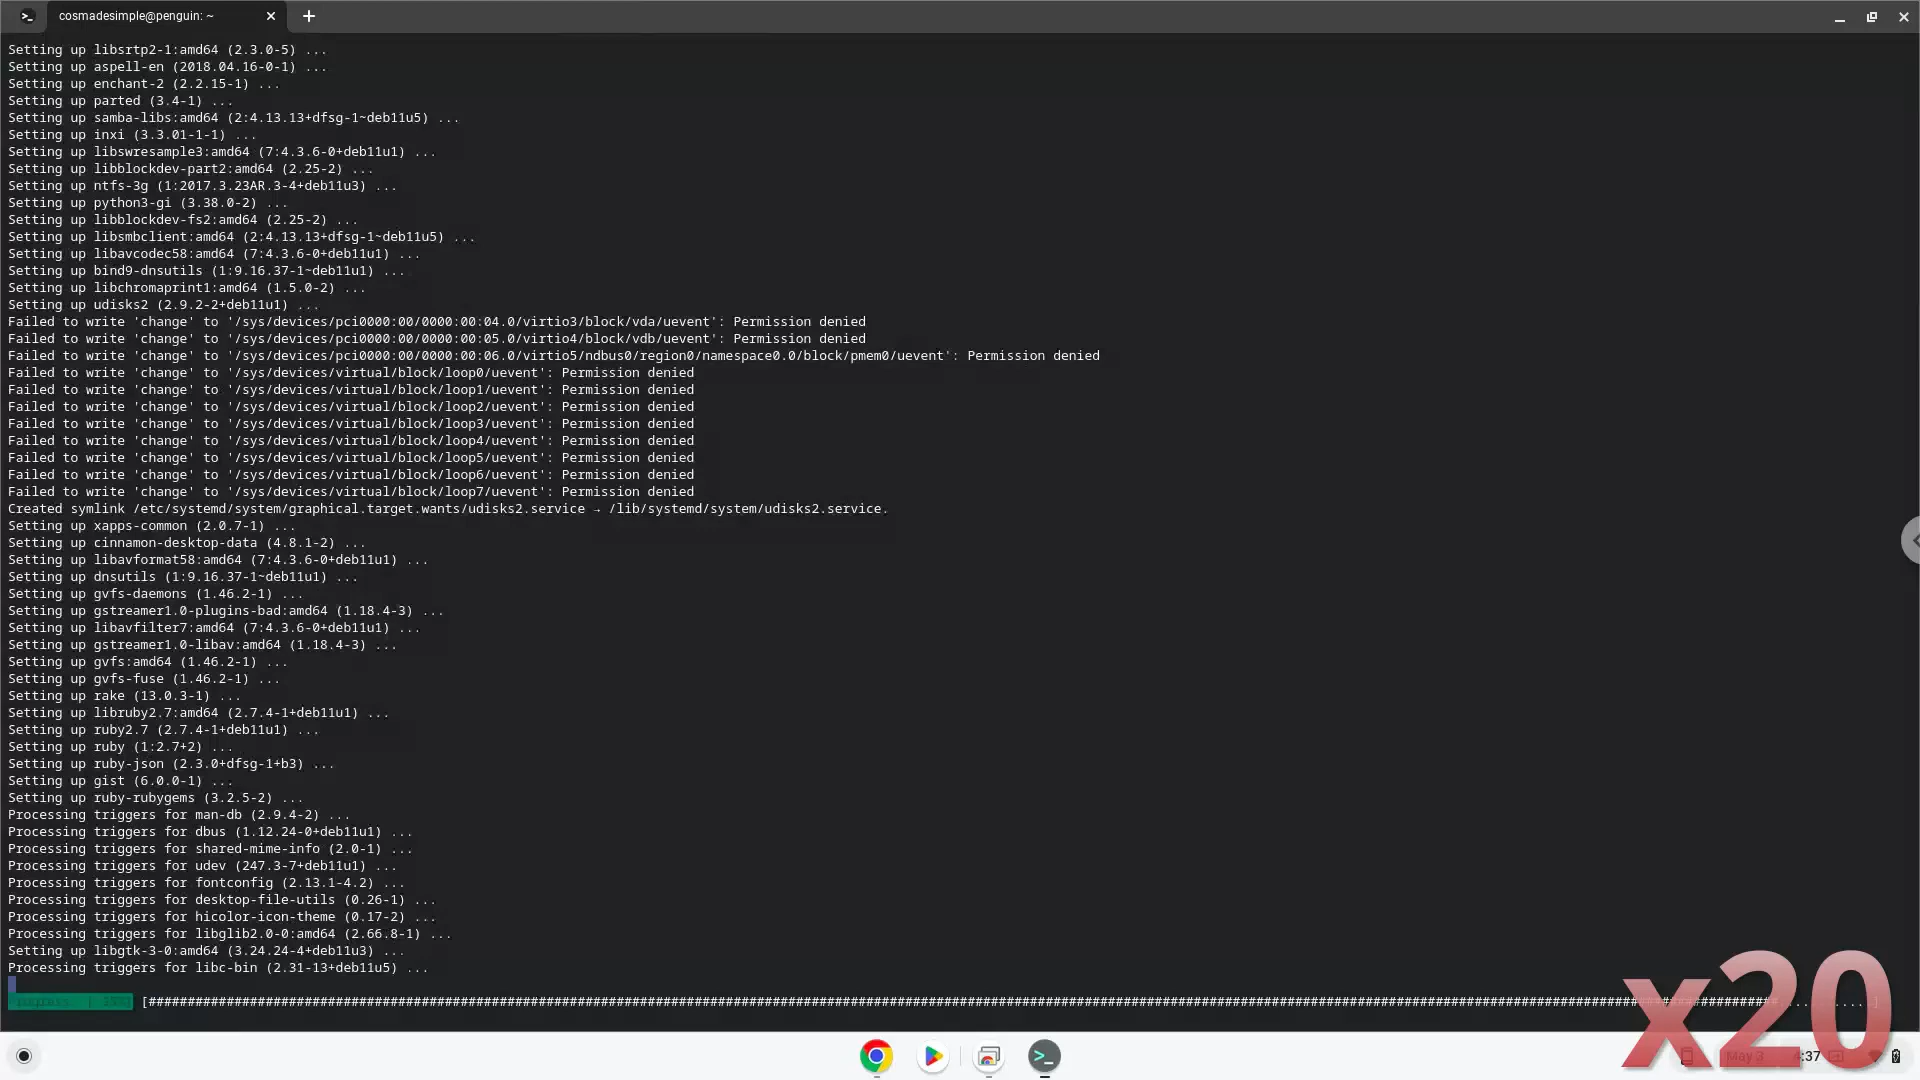 cosmadesimple@penguin: ~
Setting up libsrtp2-1:amd64 (2.3.0-5) ...
Setting up aspell-en (2018.04.16-0-1) ...
Setting up enchant-2 (2.2.15-1) ...
Setting up parted (3.4-1) ...
Setting up samba-libs:amd64 (2:4.13.13+dfsg-1~deb11u5) ...
Setting up inxi (3.3.01-1-1) ...
Setting up libswresample3:amd64 (7:4.3.6-0+deb11u1) ...
Setting up libblockdev-part2:amd64 (2.25-2) ...
Setting up ntfs-3g (1:2017.3.23AR.3-4+deb11u3) ...
Setting up python3-gi (3.38.0-2) ...
Setting up libblockdev-fs2:amd64 (2.25-2) ...
Setting up libsmbclient:amd64 (2:4.13.13+dfsg-1~deb11u5) ...
Setting up libavcodec58:amd64 (7:4.3.6-0+deb11u1) ...
Setting up bind9-dnsutils (1:9.16.37-1~deb11u1) ...
Setting up libchromaprint1:amd64 (1.5.0-2) ...
Setting up udisks2 (2.9.2-2+deb11u1) ...
Failed to write 'change' to '/sys/devices/pci0000:00/0000:00:04.0/virtio3/block/vda/uevent': Permission denied
Failed to write 'change' to '/sys/devices/pci0000:00/0000:00:05.0/virtio4/block/vdb/uevent': Permission denied
Failed to write 'change' to '/sys/devices/pci0000:00/0000:00:06.0/virtio5/ndbus0/region0/namespace0.0/block/pmem0/uevent': Permission denied
Failed to write 'change' to '/sys/devices/virtual/block/loop0/uevent': Permission denied
Failed to write 'change' to '/sys/devices/virtual/block/loop1/uevent': Permission denied
Failed to write 'change' to '/sys/devices/virtual/block/loop2/uevent': Permission denied
Failed to write 'change' to '/sys/devices/virtual/block/loop3/uevent': Permission denied
Failed to write 'change' to '/sys/devices/virtual/block/loop4/uevent': Permission denied
Failed to write 'change' to '/sys/devices/virtual/block/loop5/uevent': Permission denied
Failed to write 'change' to '/sys/devices/virtual/block/loop6/uevent': Permission denied
Failed to write 'change' to '/sys/devices/virtual/block/loop7/uevent': Permission denied
Created symlink /etc/systemd/system/graphical.target.wants/udisks2.service → /lib/systemd/system/udisks2.service.
Setting up xapps-common (2.0.7-1) ...
Setting up cinnamon-desktop-data (4.8.1-2) ...
Setting up libavformat58:amd64 (7:4.3.6-0+deb11u1) ...
Setting up dnsutils (1:9.16.37-1~deb11u1) ...
Setting up gvfs-daemons (1.46.2-1) ...
Setting up gstreamer1.0-plugins-bad:amd64 (1.18.4-3) ...
Setting up libavfilter7:amd64 (7:4.3.6-0+deb11u1) ...
Setting up gstreamer1.0-libav:amd64 (1.18.4-3) ...
Setting up gvfs:amd64 (1.46.2-1) ...
Setting up gvfs-fuse (1.46.2-1) ...
Setting up rake (13.0.3-1) ...
Setting up libruby2.7:amd64 (2.7.4-1+deb11u1) ...
Setting up ruby2.7 (2.7.4-1+deb11u1) ...
Setting up ruby (1:2.7+2) ...
Setting up ruby-json (2.3.0+dfsg-1+b3) ...
Setting up gist (6.0.0-1) ...
Setting up ruby-rubygems (3.2.5-2) ...
Processing triggers for man-db (2.9.4-2) ...
Processing triggers for dbus (1.12.24-0+deb11u1) ...
Processing triggers for shared-mime-info (2.0-1) ...
Processing triggers for udev (247.3-7+deb11u1) ...
Processing triggers for fontconfig (2.13.1-4.2) ...
Processing triggers for desktop-file-utils (0.26-1) ...
Processing triggers for hicolor-icon-theme (0.17-2) ...
Processing triggers for libglib2.0-0:amd64 (2.66.8-1) ...
Setting up libgtk-3-0:amd64 (3.24.24-4+deb11u3) ...
Processing triggers for libc-bin (2.31-13+deb11u5) ...
x20
May 3 4:37